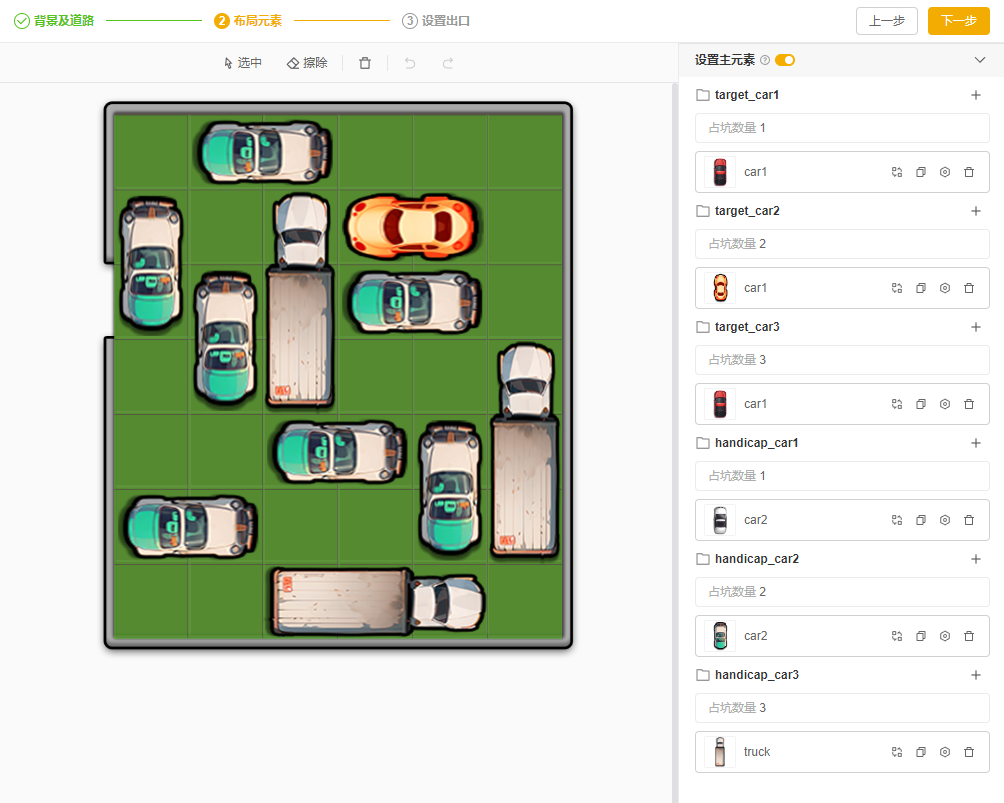 背景及道路
2 布局元素
3 设置出口
上一步
下一步
选中
擦除
设置主元素
target_car1
占坑数量 1
car1
target_car2
占坑数量 2
car1
target_car3
占坑数量 3
car1
handicap_car1
占坑数量 1
car2
handicap_car2
占坑数量 2
car2
handicap_car3
占坑数量 3
truck